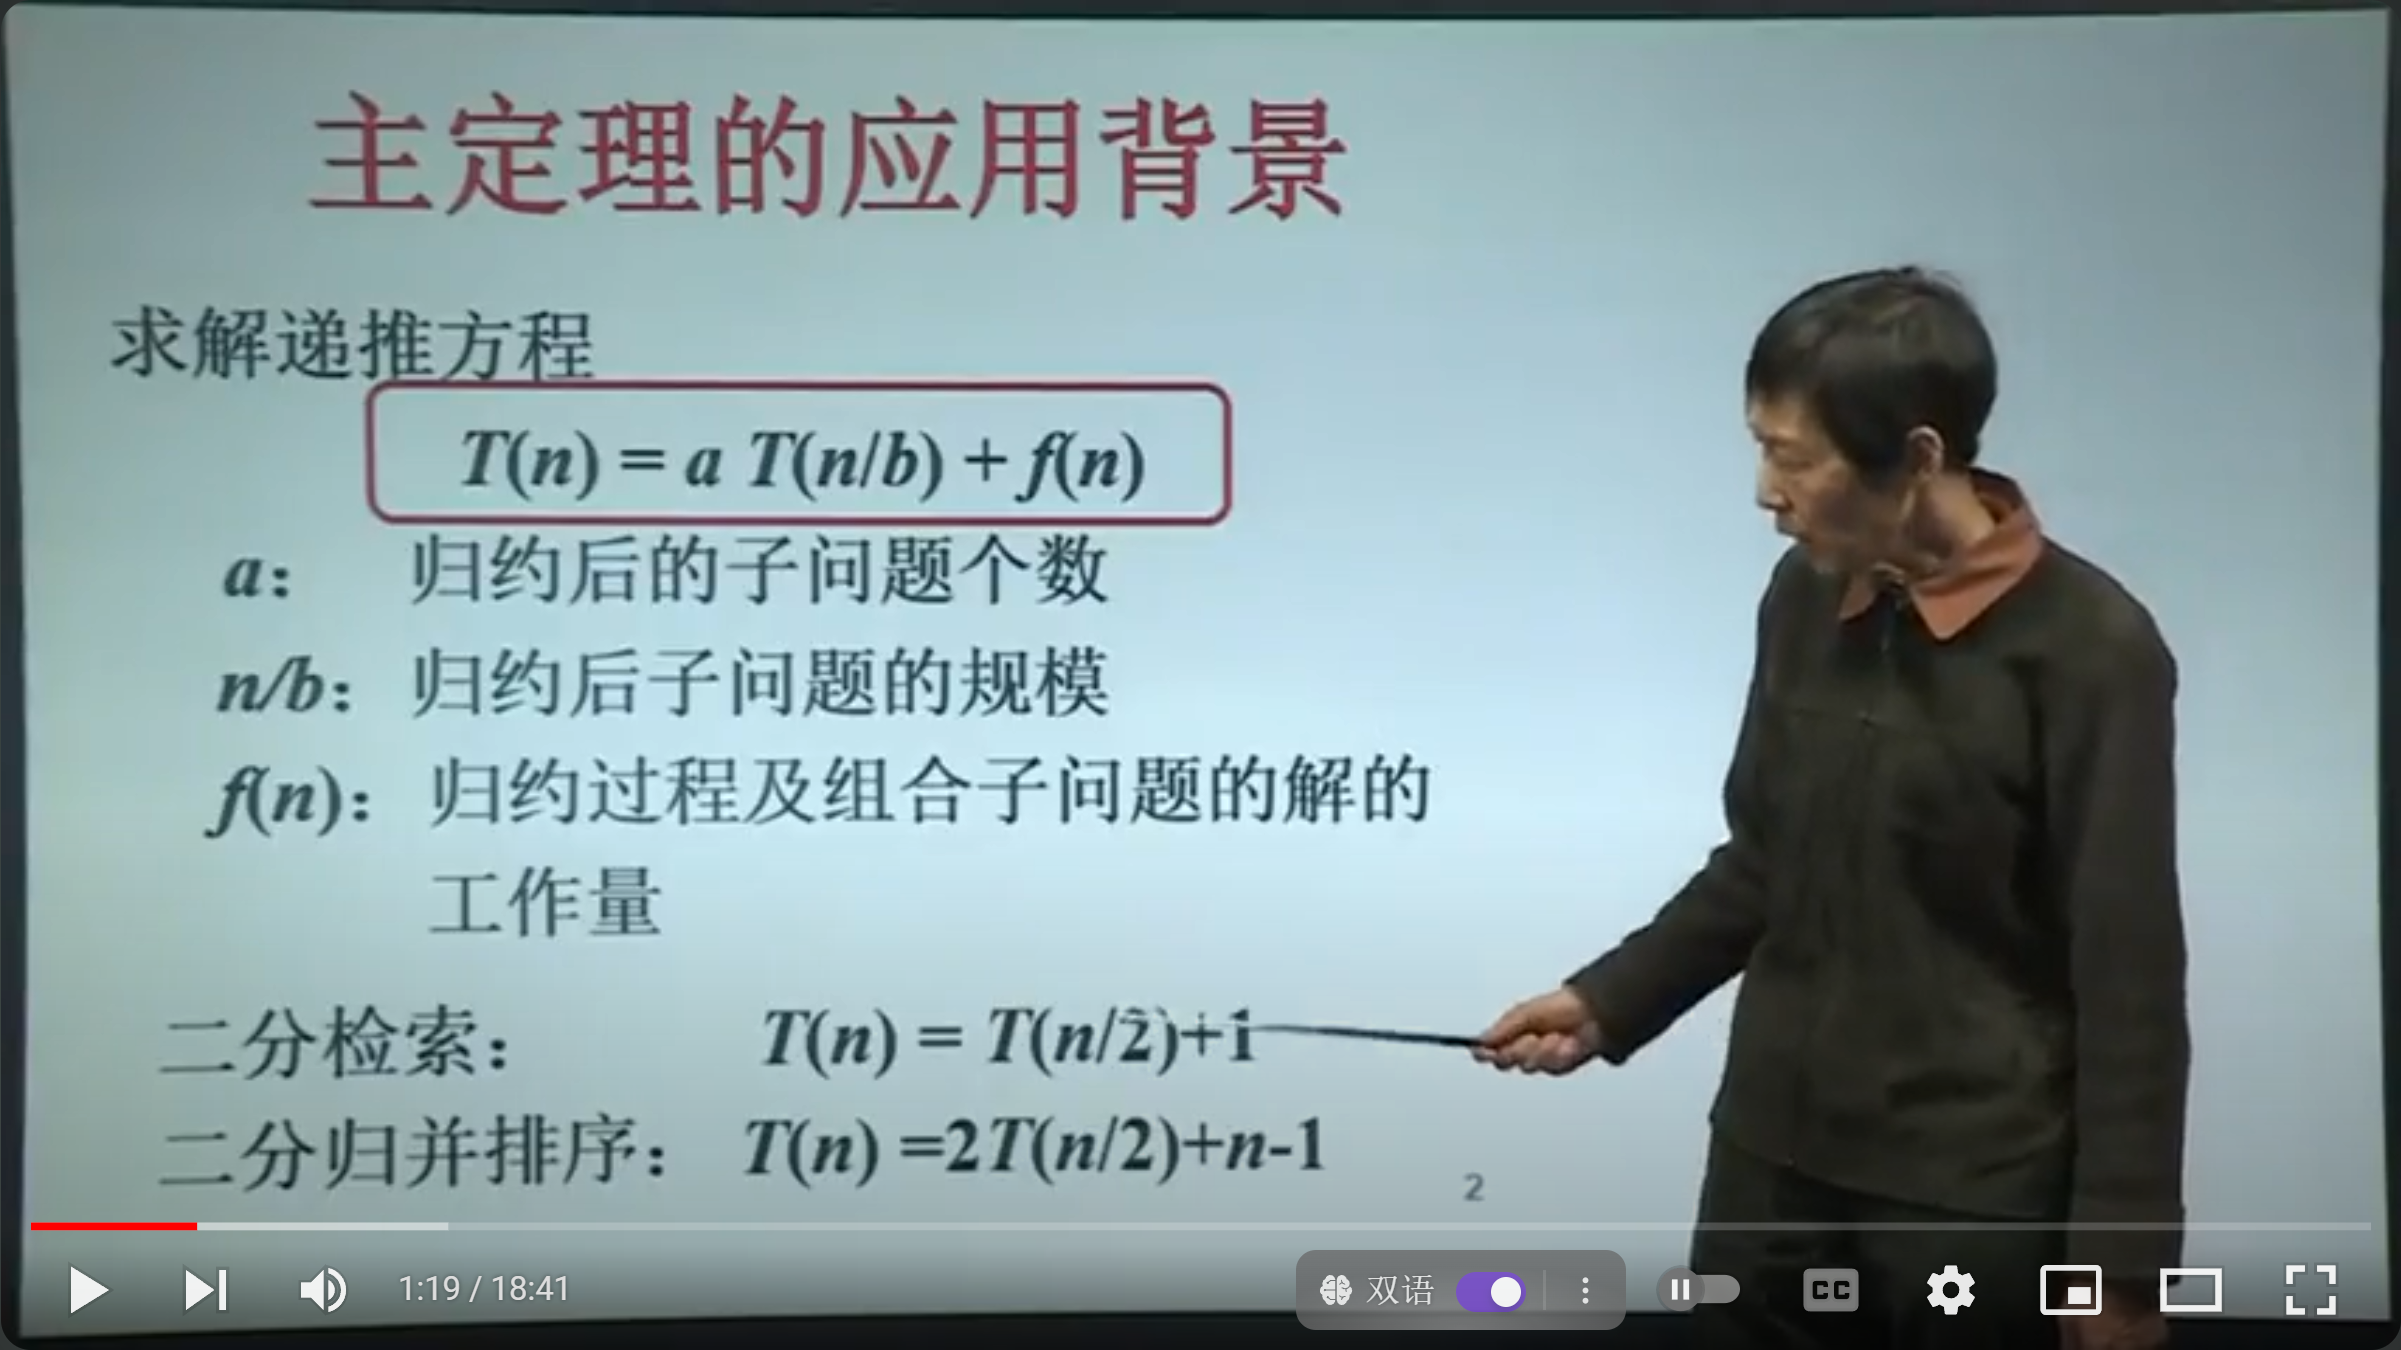 主定理的应用背景
求解递推方程
T(n) = a T(n/b) + f(n)
a： 归约后的子问题个数
n/b： 归约后子问题的规模
f(n)： 归约过程及组合子问题的解的
工作量
二分检索： T(n) = T(n/2)+1
二分归并排序： T(n) =2T(n/2)+n-1
2
1:19 / 18:41
双语
CC